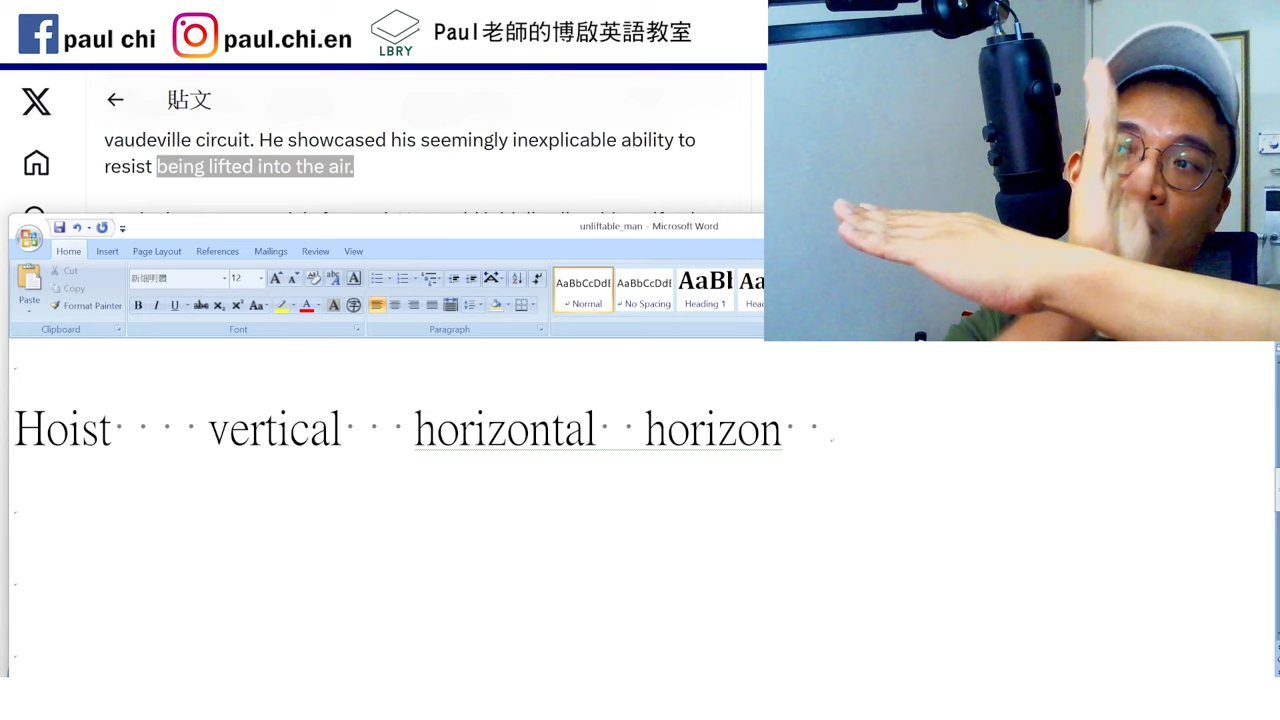 paul chi
paul.chi.en
LBRY
Paul老師的博啟英語教室
貼文
vaudeville circuit. He showcased his seemingly inexplicable ability to
resist being lifted into the air.
unliftable_man - Microsoft Word
Home Insert Page Layout References Mailings Review View
Paste
Cut
Copy
Format Painter
新細明體 12
AaBbCcDdE AaBbCcDdE AaBb
Normal No Spacing Heading 1
Clipboard Font Paragraph
Hoist vertical horizontal horizon